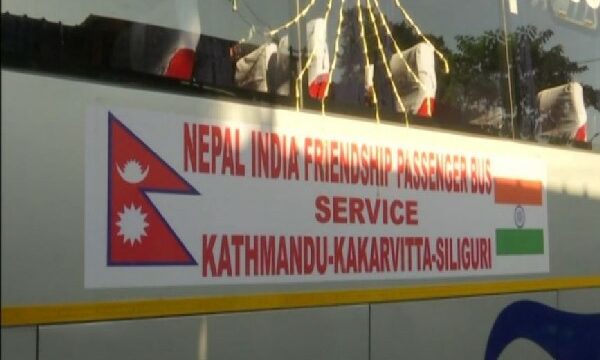 NEPAL INDIA FRIENDSHIP PASSENGER BUS
SERVICE
KATHMANDU-KAKARVITTA-SILIGURI